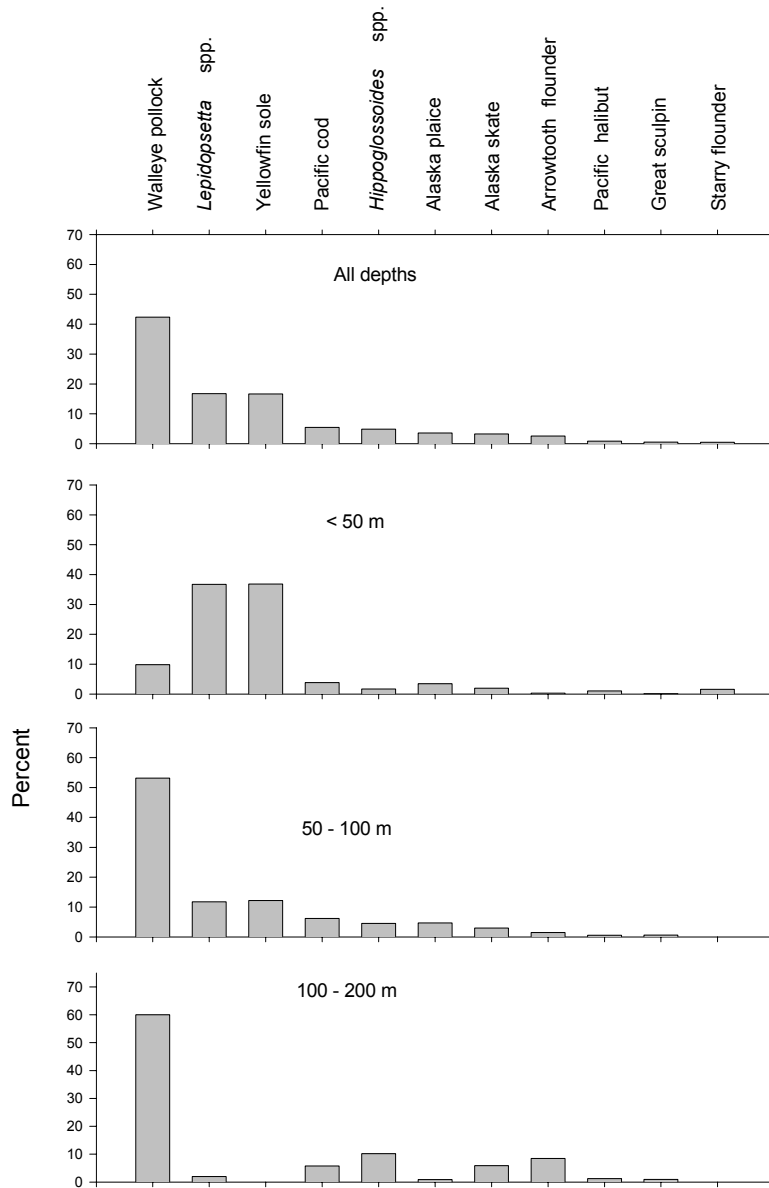 Walleye pollock
Lepidopsetta spp.
Yellowfin sole
Pacific cod
Hippoglossoides spp.
Alaska plaice
Alaska skate
Arrowtooth flounder
Pacific halibut
Great sculpin
Starry flounder
70
60
50
40
30
20
10
0
All depths
70
60
50
40
30
20
10
0
< 50 m
Percent
70
60
50
40
30
20
10
0
50 - 100 m
70
60
50
40
30
20
10
0
100 - 200 m